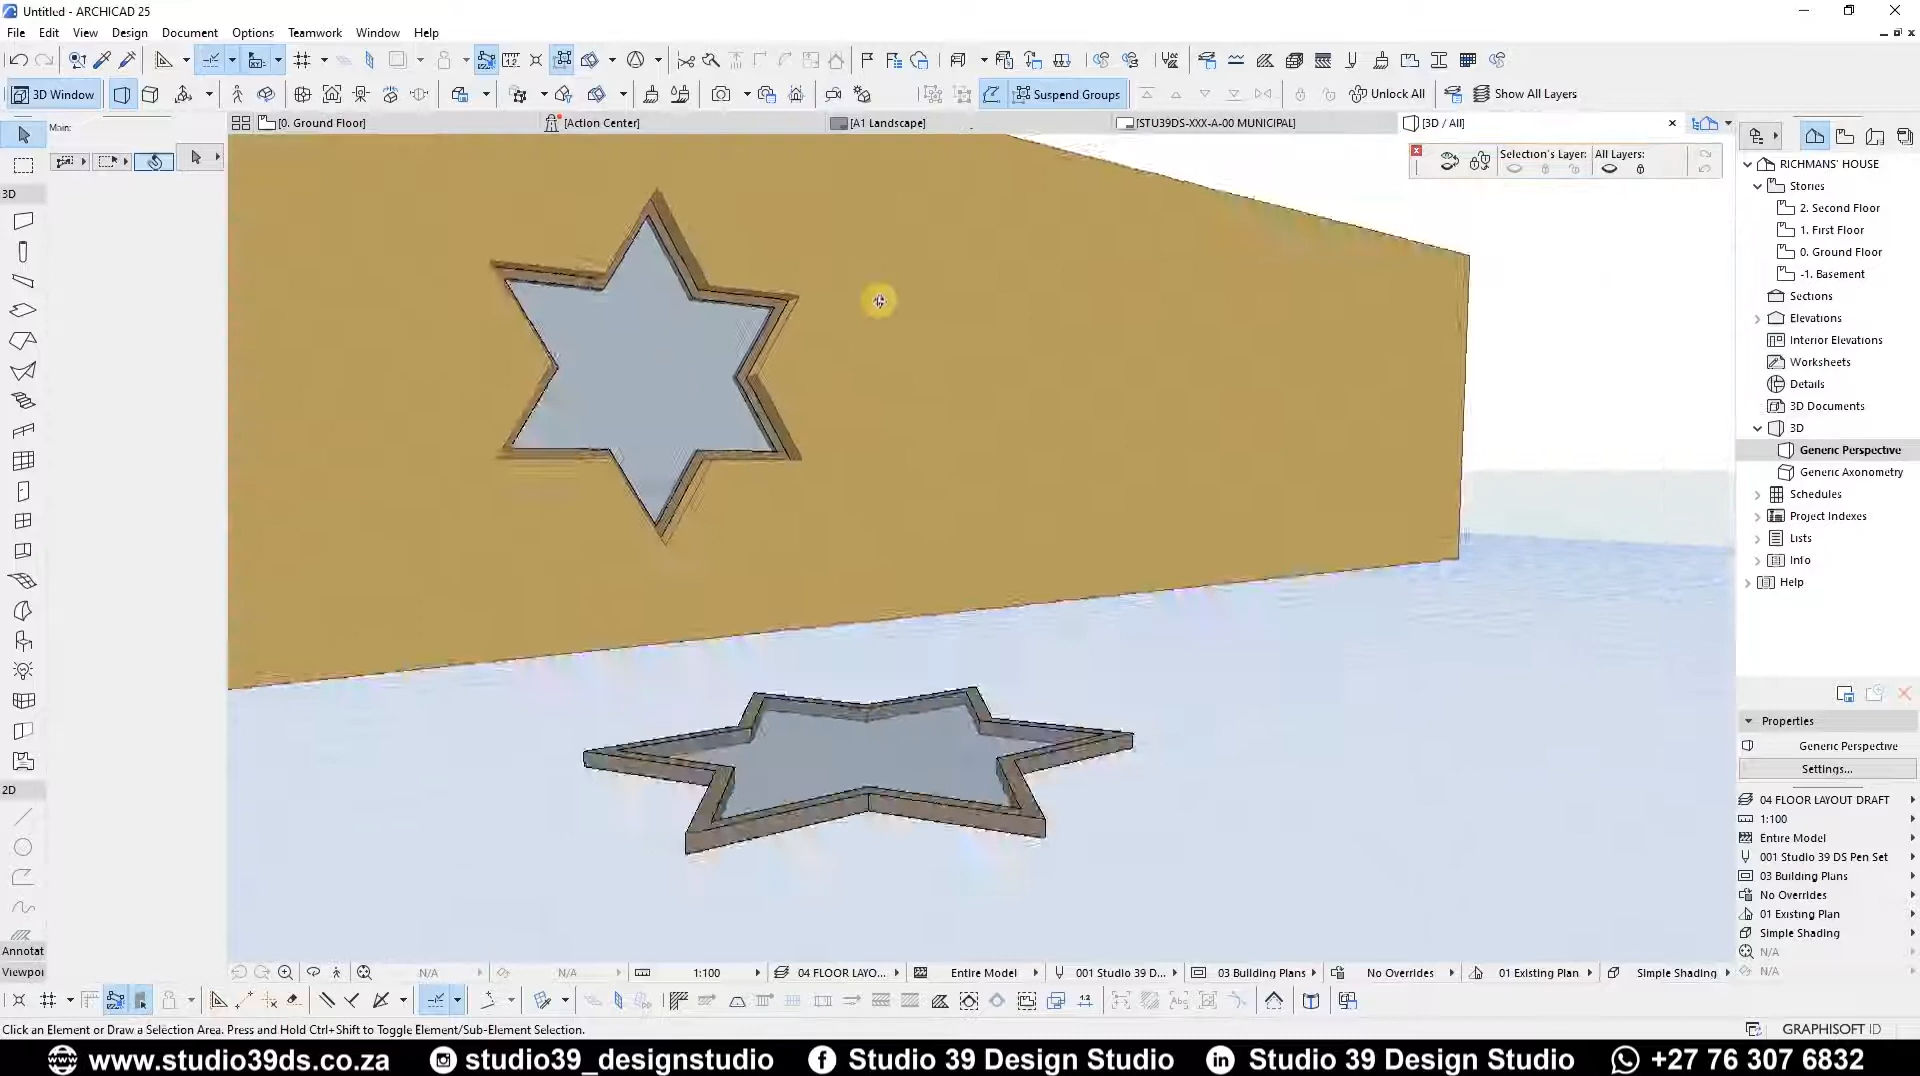 Untitled - ARCHICAD 25
File Edit View Design Document Options Teamwork Window Help
3D Window
Suspend Groups
Unlock All
Show All Layers
Main:
[0. Ground Floor]
[Action Center]
[A1 Landscape]
[STU39DS-XXX-A-00 MUNICIPAL]
[3D / All]
Selection's Layer: All Layers:
3D
2D
Annotat
Viewpoi
RICHMANS' HOUSE
Stories
2. Second Floor
1. First Floor
0. Ground Floor
-1. Basement
Sections
Elevations
Interior Elevations
Worksheets
Details
3D Documents
3D
Generic Perspective
Generic Axonometry
Schedules
Project Indexes
Lists
Info
Help
Properties
Generic Perspective
Settings...
04 FLOOR LAYOUT DRAFT
1:100
Entire Model
001 Studio 39 DS Pen Set
03 Building Plans
No Overrides
01 Existing Plan
Simple Shading
N/A
N/A
N/A N/A 1:100 04 FLOOR LAYO... Entire Model 001 Studio 39 D... 03 Building Plans No Overrides 01 Existing Plan Simple Shading
Click an Element or Draw a Selection Area. Press and Hold Ctrl+Shift to Toggle Element/Sub-Element Selection.
GRAPHISOFT ID
www.studio39ds.co.za studio39_designstudio Studio 39 Design Studio Studio 39 Design Studio +27 76 307 6832